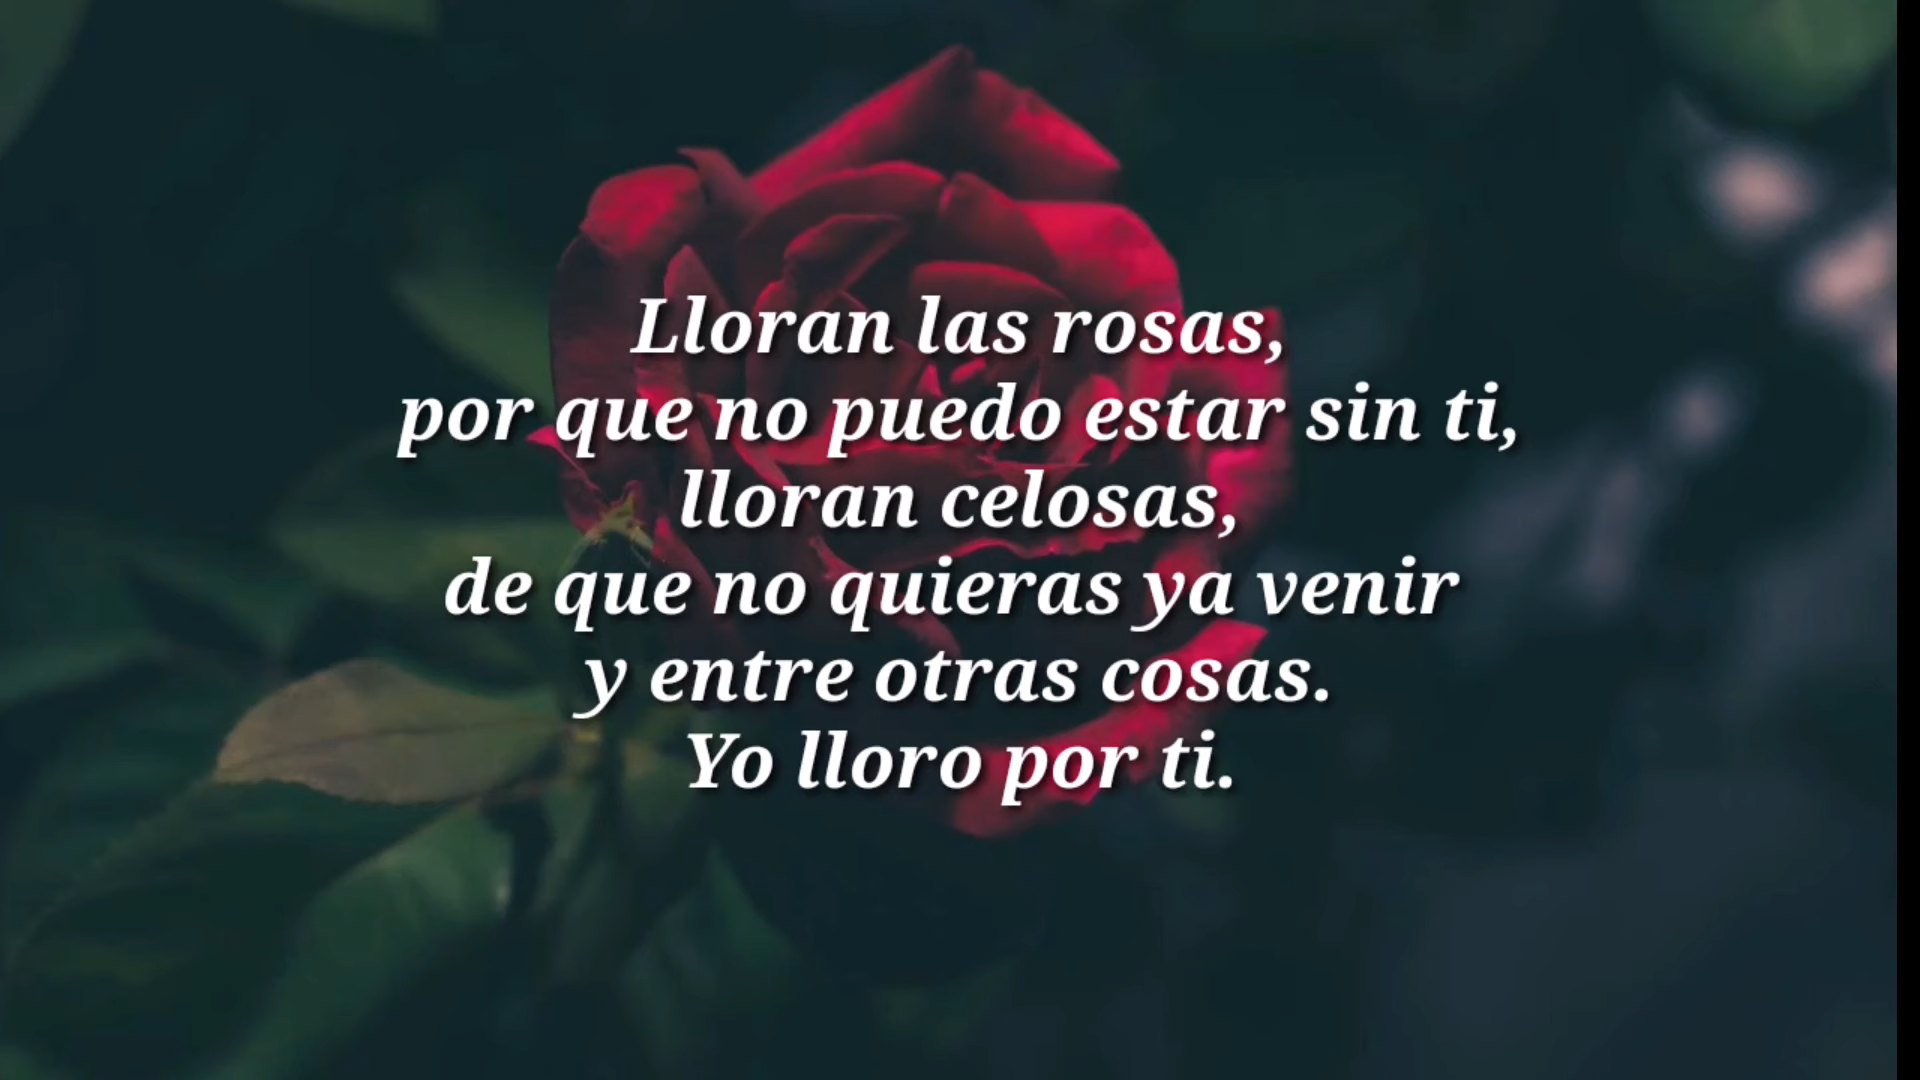 Lloran las rosas,
por que no puedo estar sin ti,
lloran celosas,
de que no quieras ya venir
y entre otras cosas.
Yo lloro por ti.